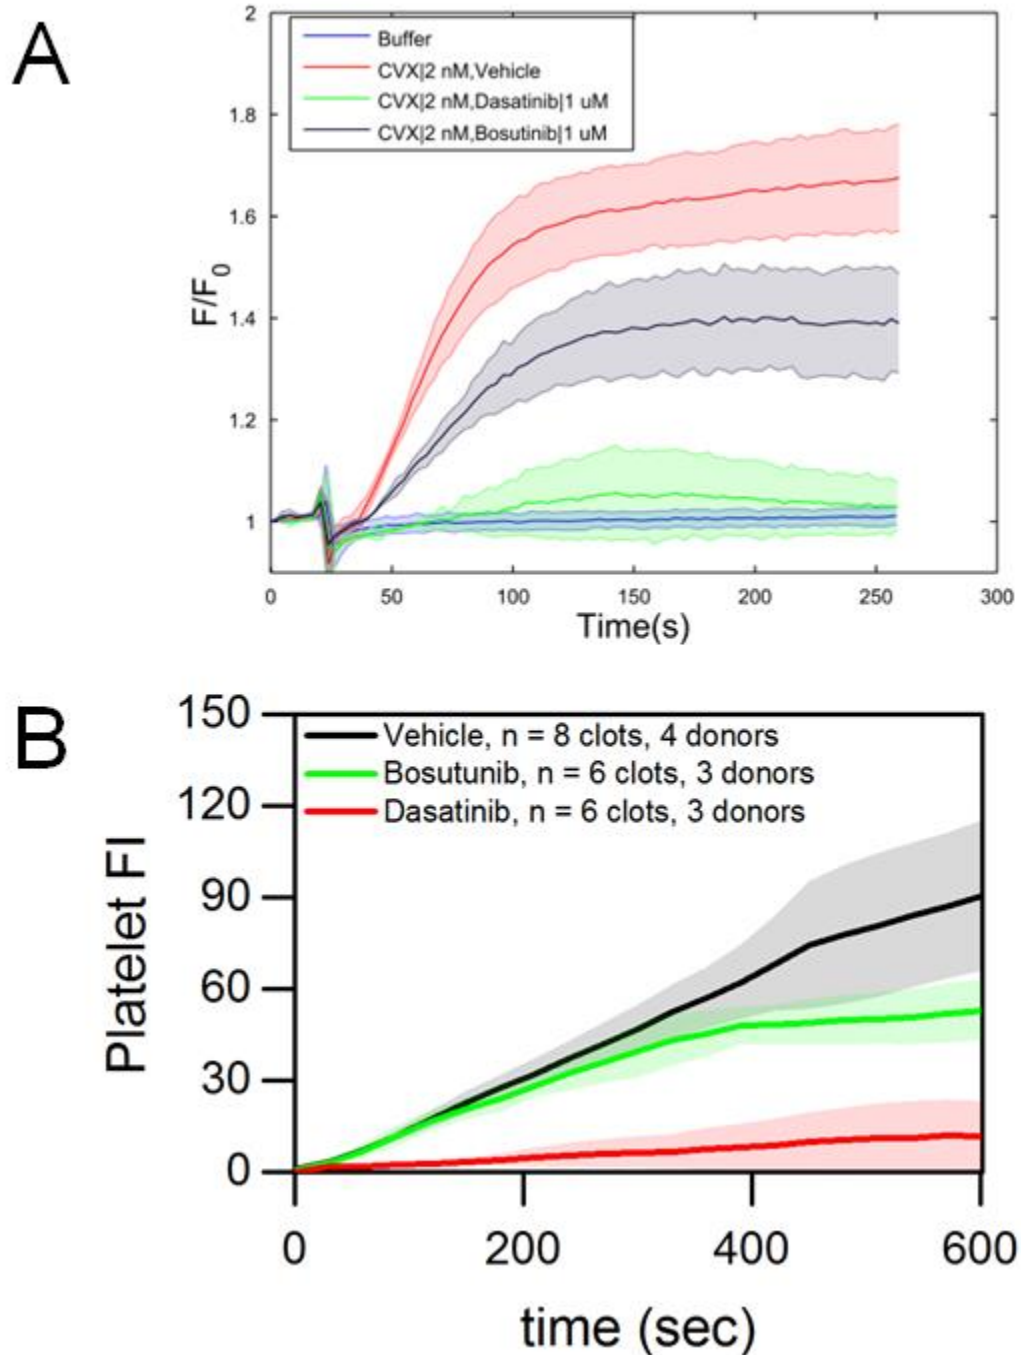 A
2
1.8
1.6
1.4
1.2
1
F/F0
Buffer
CVX|2 nM,Vehicle
CVX|2 nM,Dasatinib|1 uM
CVX|2 nM,Bosutinib|1 uM
0 50 100 150 200 250 300
Time(s)
B
150
120
90
60
30
0
Platelet FI
Vehicle, n = 8 clots, 4 donors
Bosutunib, n = 6 clots, 3 donors
Dasatinib, n = 6 clots, 3 donors
0 200 400 600
time (sec)